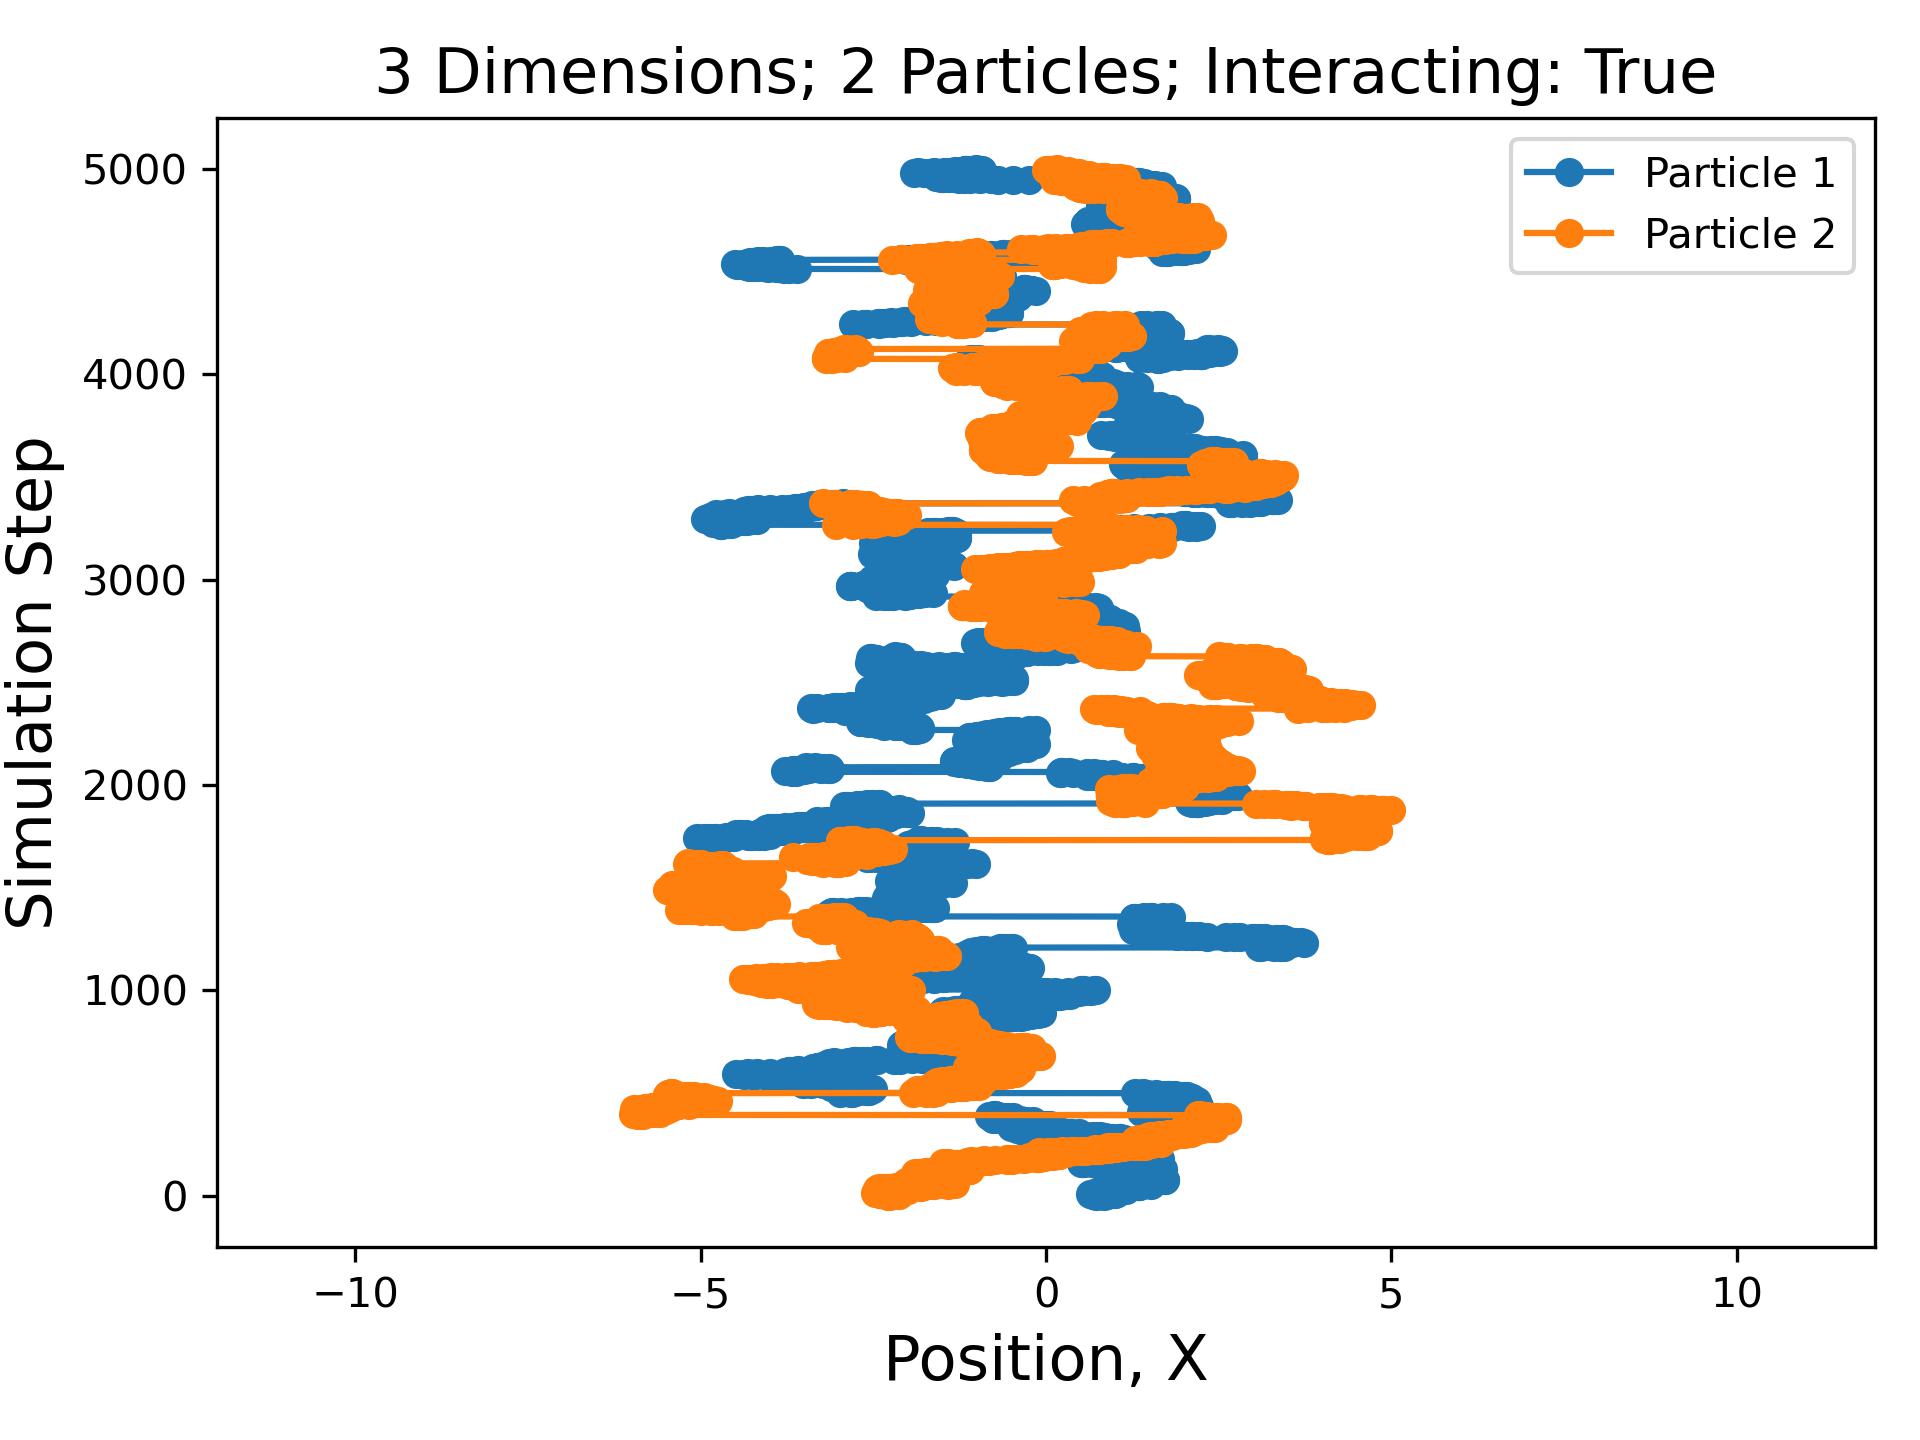 3 Dimensions; 2 Particles; Interacting: True
Particle 1
Particle 2
Simulation Step
5000
4000
3000
2000
1000
0
−10
−5
0
5
10
Position, X